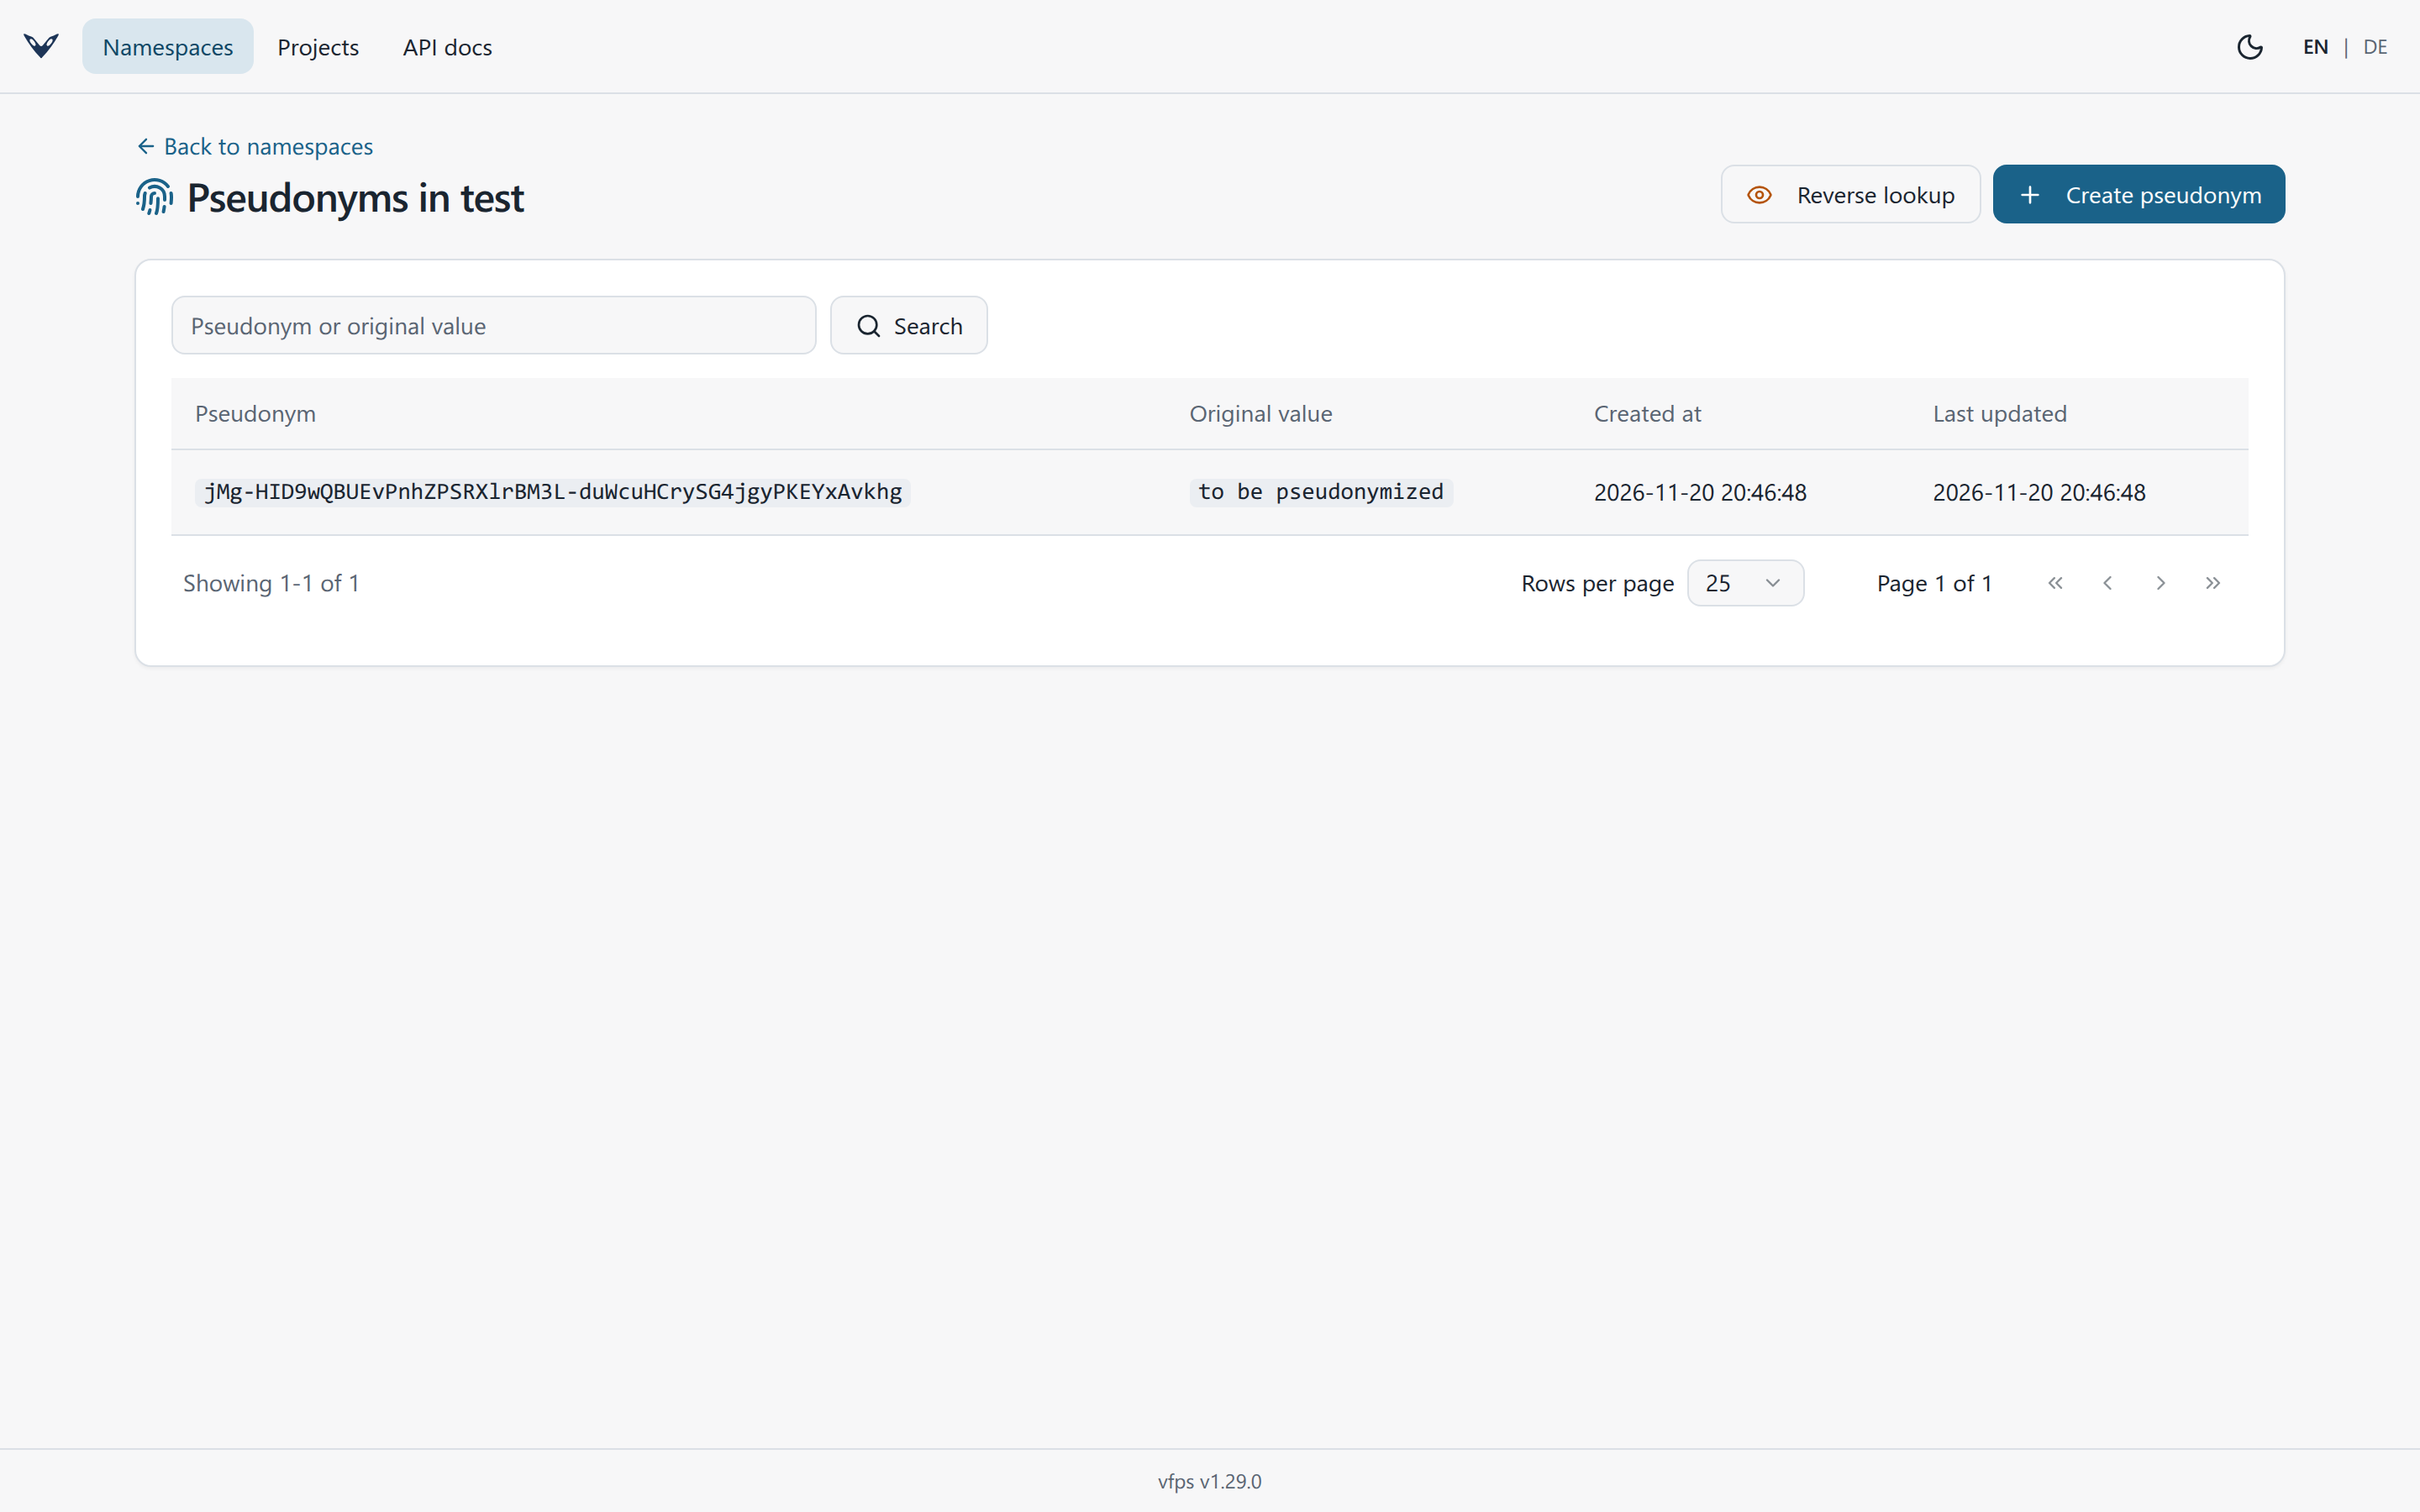 Namespaces Projects API docs EN | DE
Back to namespaces
Pseudonyms in test
Reverse lookup Create pseudonym
Pseudonym or original value Search
Pseudonym Original value Created at Last updated
jMg-HID9wQBUEvPnhZPSRXlrBM3L-duWcuHCrySG4jgyPKEYxAvkhg to be pseudonymized 2026-11-20 20:46:48 2026-11-20 20:46:48
Showing 1-1 of 1 Rows per page 25 Page 1 of 1
vfps v1.29.0